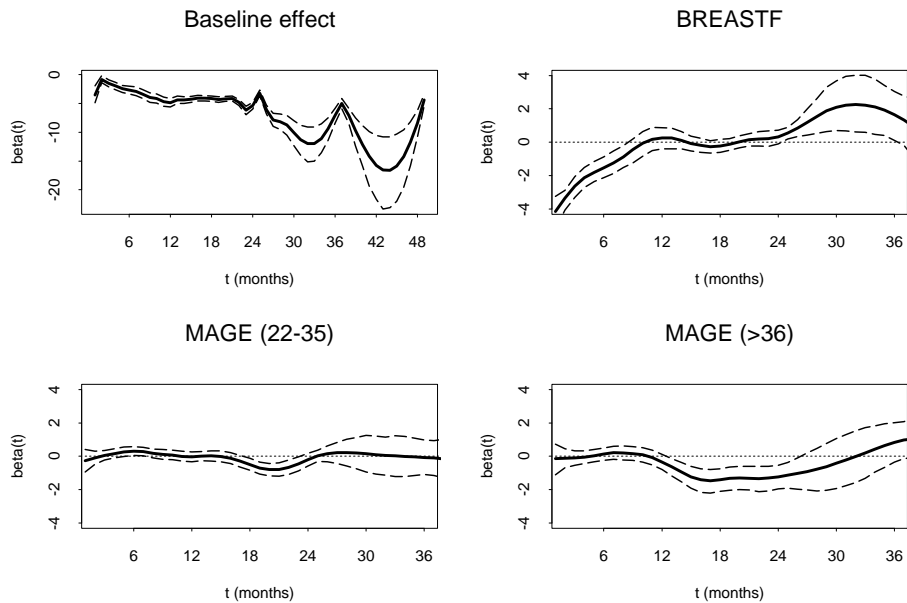 Baseline effect
beta(t)
0
-10
-20
6 12 18 24 30 36 42 48
t (months)
BREASTF
beta(t)
4
2
0
-2
-4
6 12 18 24 30 36
t (months)
MAGE (22-35)
beta(t)
4
2
0
-2
-4
6 12 18 24 30 36
t (months)
MAGE (>36)
beta(t)
4
2
0
-2
-4
6 12 18 24 30 36
t (months)